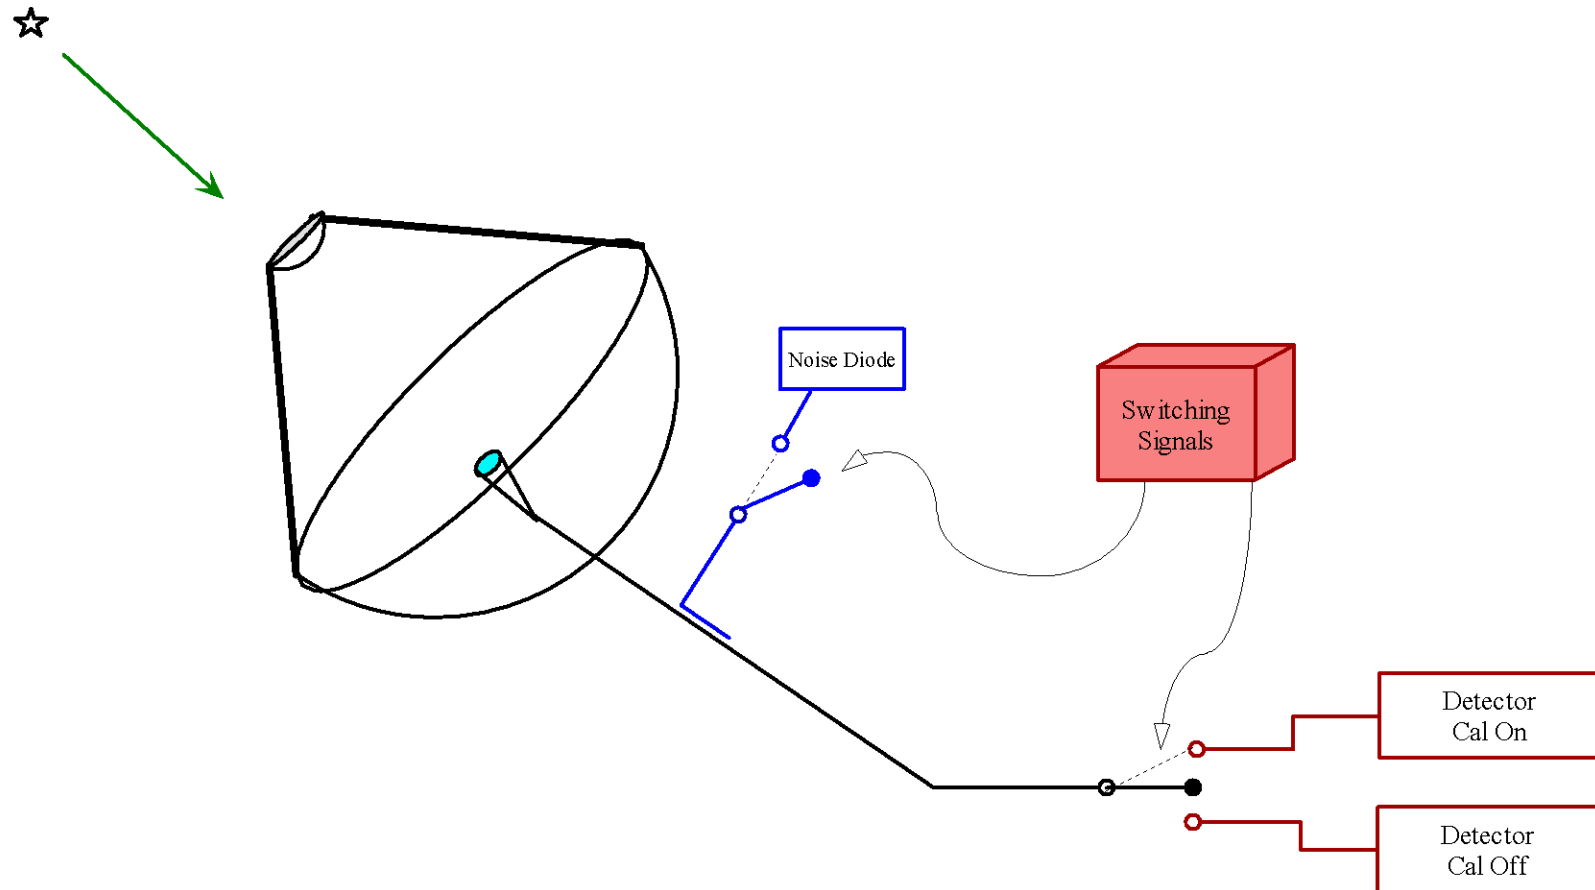 Noise Diode
Switching
Signals
Detector
Cal On
Detector
Cal Off